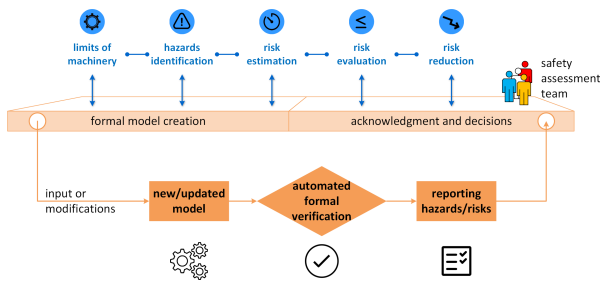 limits of
machinery
hazards
identification
risk
estimation
risk
evaluation
risk
reduction
safety
assessment
team
formal model creation
acknowledgment and decisions
input or
modifications
new/updated
model
automated
formal
verification
reporting
hazards/risks